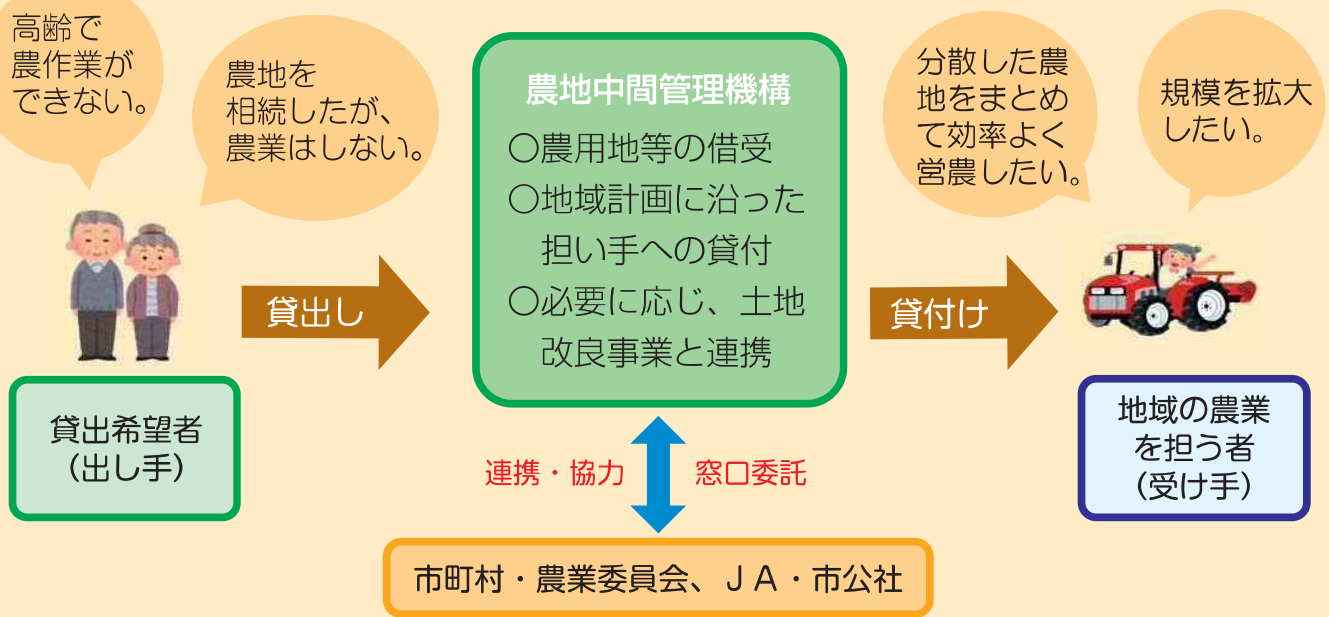 高齢で
農作業が
できない。
農地を
相続したが、
農業はしない。
農地中間管理機構
○農用地等の借受
○地域計画に沿った
担い手への貸付
○必要に応じ、土地
改良事業と連携
分散した農
地をまとめ
て効率よく
営農したい。
規模を拡大
したい。
貸出し
貸付け
貸出希望者
（出し手）
地域の農業
を担う者
（受け手）
連携・協力
窓口委託
市町村・農業委員会、ＪＡ・市公社